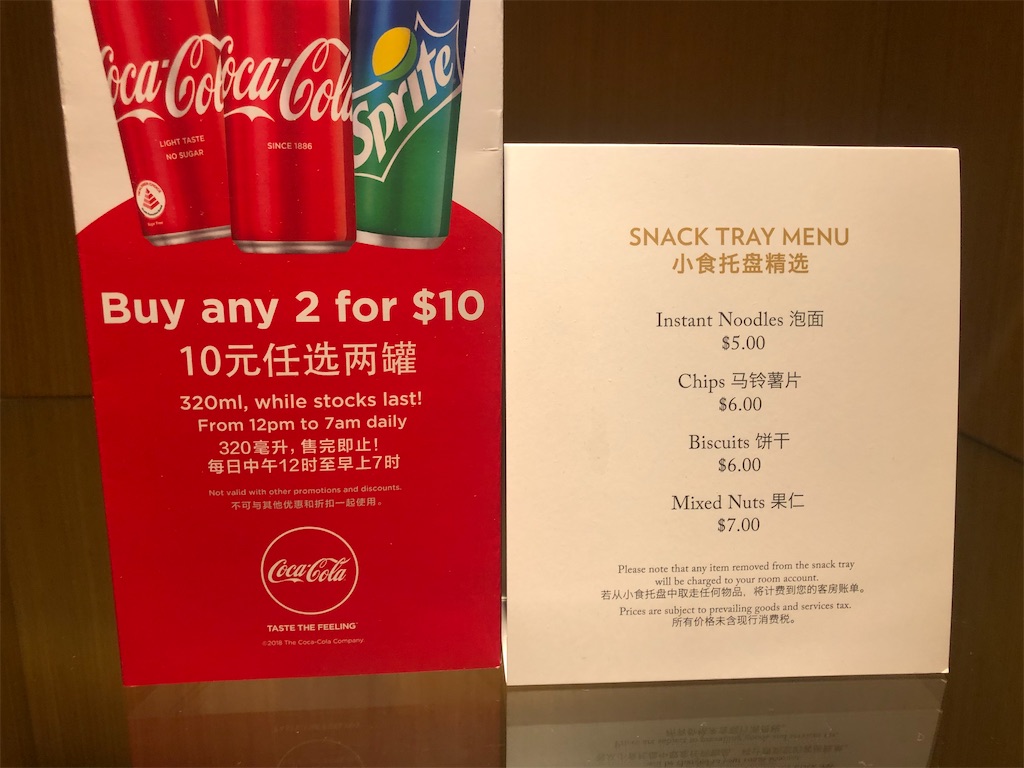 Coca-Cola
LIGHT TASTE
NO SUGAR
Coca-Cola
SINCE 1886
Sprite
Buy any 2 for $10
10元任选两罐
320ml, while stocks last!
From 12pm to 7am daily
320毫升，售完即止！
每日中午12时至早上7时
Not valid with other promotions and discounts.
不可与其他优惠和折扣一起使用。
Coca-Cola
TASTE THE FEELING™
©2018 The Coca-Cola Company
SNACK TRAY MENU
小食托盘精选
Instant Noodles 泡面
$5.00
Chips 马铃薯片
$6.00
Biscuits 饼干
$6.00
Mixed Nuts 果仁
$7.00
Please note that any item removed from the snack tray
will be charged to your room account.
若从小食托盘中取走任何物品，将计费到您的客房账单。
Prices are subject to prevailing goods and services tax.
所有价格未含现行消费税。